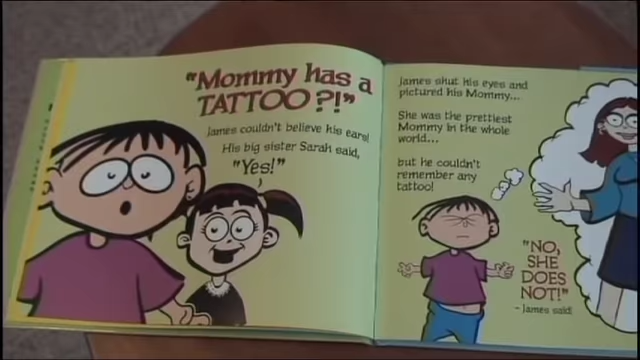 "Mommy has a
TATTOO?!"
James couldn't believe his ears!
His big sister Sarah said,
"Yes!"
James shut his eyes and
pictured his Mommy...
She was the prettiest
Mommy in the whole
world...
but he couldn't
remember any
tattoo!
"NO,
SHE
DOES
NOT!"
- James said.